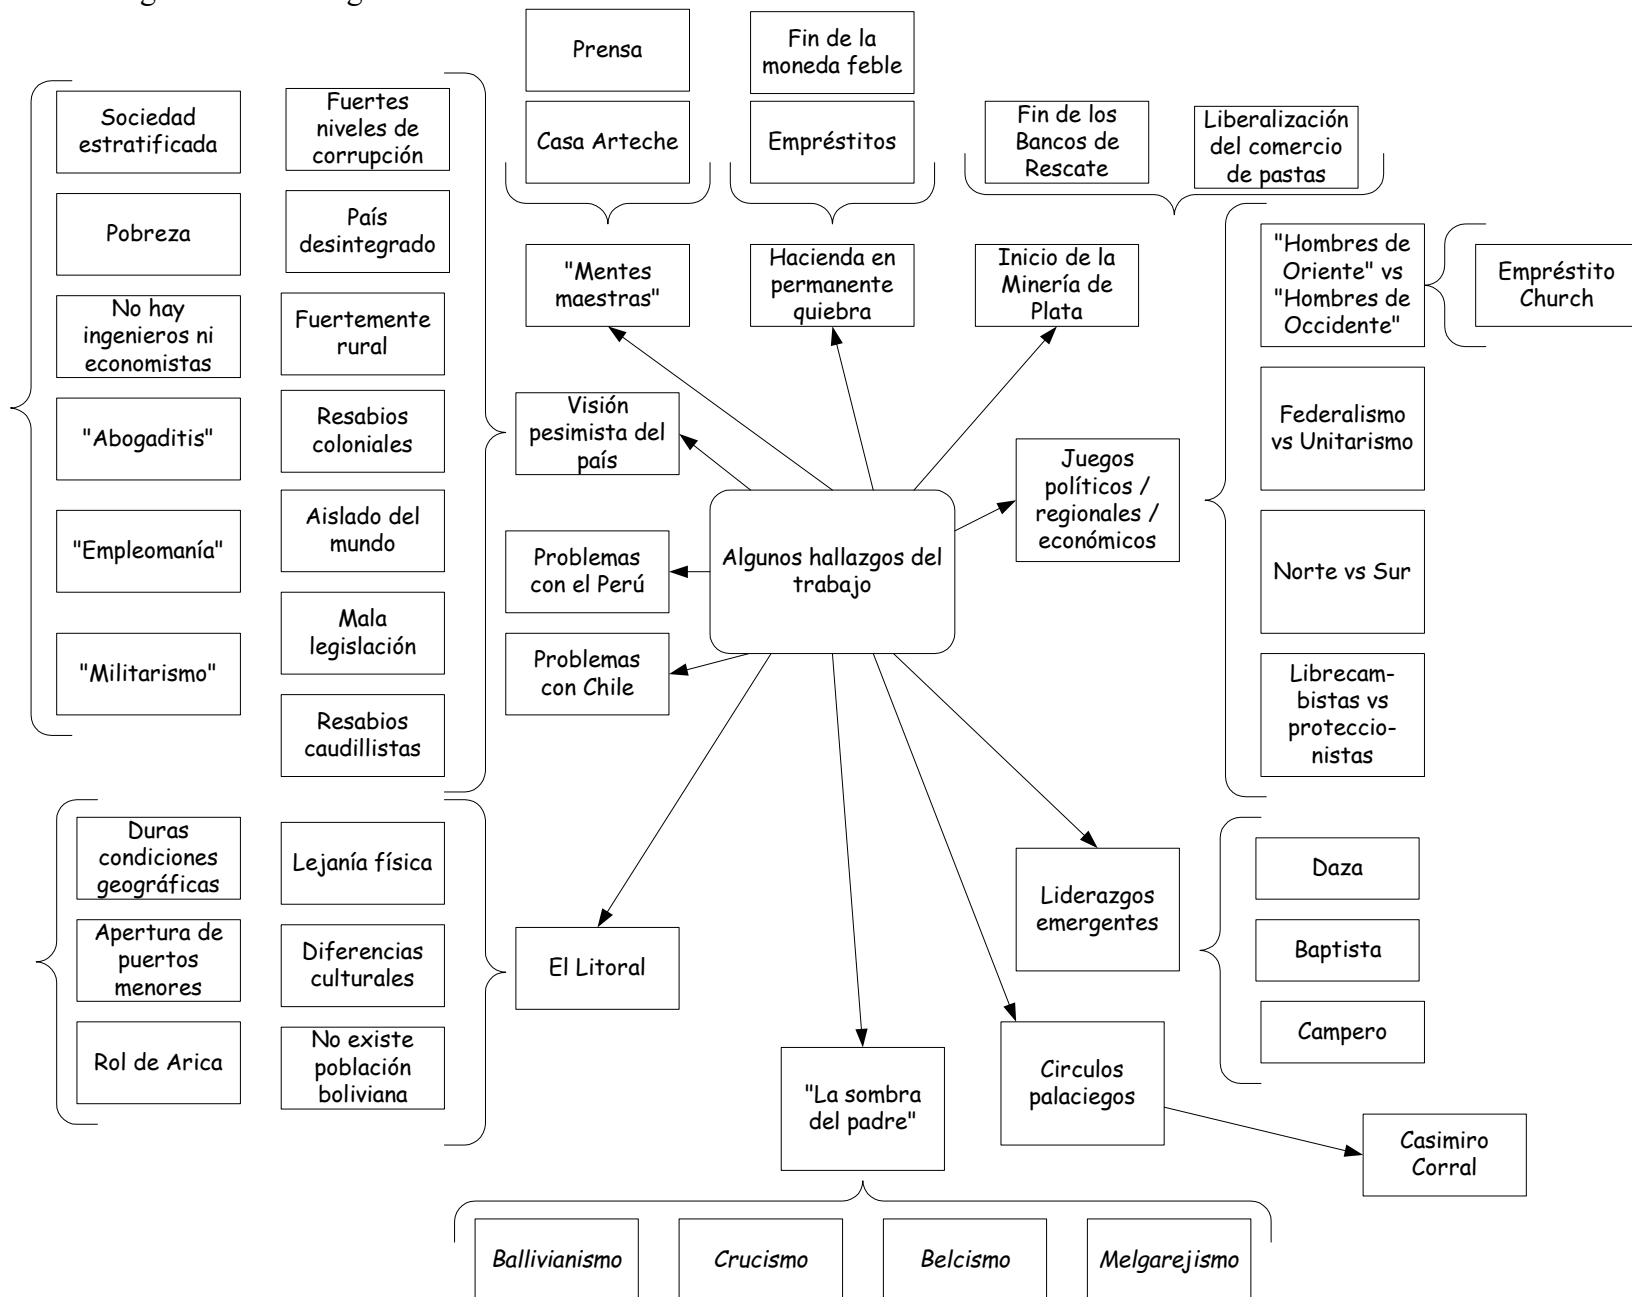 Prensa
Fin de la
moneda feble
Sociedad
estratificada
Fuertes
niveles de
corrupción
Casa Arteche
Empréstitos
Fin de los
Bancos de
Rescate
Liberalización
del comercio
de pastas
Pobreza
País
desintegrado
"Mentes
maestras"
Hacienda en
permanente
quiebra
Inicio de la
Minería de
Plata
"Hombres de
Oriente" vs
"Hombres de
Occidente"
Empréstito
Church
No hay
ingenieros ni
economistas
Fuertemente
rural
"Abogaditis"
Resabios
coloniales
Visión
pesimista del
país
Juegos
políticos /
regionales /
económicos
Federalismo
vs Unitarismo
"Empleomanía"
Aislado del
mundo
Problemas
con el Perú
Algunos hallazgos del
trabajo
Norte vs Sur
"Militarismo"
Mala
legislación
Problemas
con Chile
Librecam-
bistas vs
proteccio-
nistas
Resabios
caudillistas
Duras
condiciones
geográficas
Lejanía física
Liderazgos
emergentes
Daza
Apertura de
puertos
menores
Diferencias
culturales
El Litoral
Baptista
Rol de Arica
No existe
población
boliviana
"La sombra
del padre"
Circulos
palaciegos
Campero
Casimiro
Corral
Ballivianismo
Crucismo
Belcismo
Melgarejismo